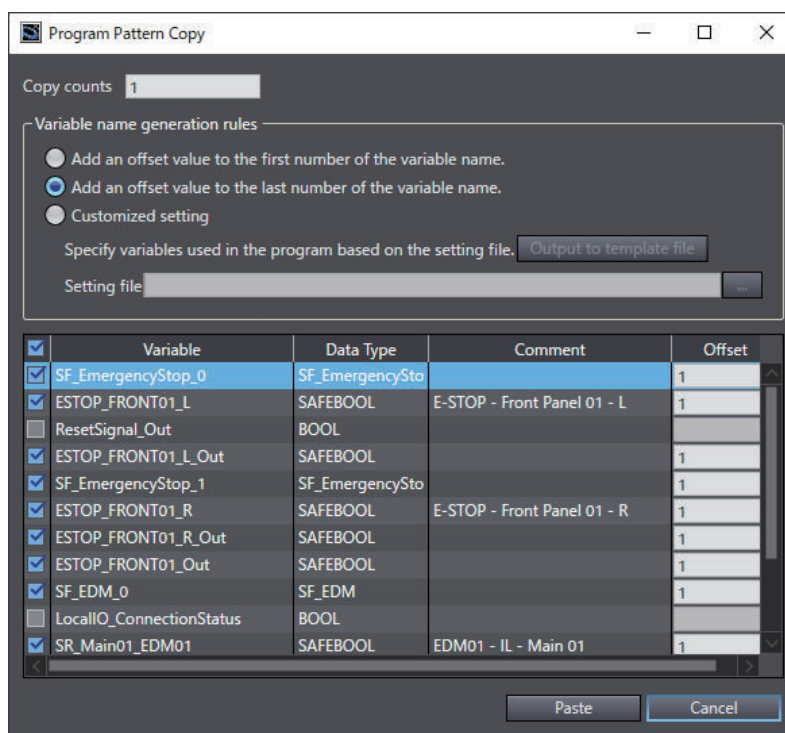 Program Pattern Copy
Copy counts 1
Variable name generation rules
Add an offset value to the first number of the variable name.
Add an offset value to the last number of the variable name.
Customized setting
Specify variables used in the program based on the setting file. Output to template file
Setting file ...
Variable Data Type Comment Offset
SF_EmergencyStop_0 SF_EmergencySto 1
ESTOP_FRONT01_L SAFEBOOL E-STOP - Front Panel 01 - L 1
ResetSignal_Out BOOL
ESTOP_FRONT01_L_Out SAFEBOOL 1
SF_EmergencyStop_1 SF_EmergencySto 1
ESTOP_FRONT01_R SAFEBOOL E-STOP - Front Panel 01 - R 1
ESTOP_FRONT01_R_Out SAFEBOOL 1
ESTOP_FRONT01_Out SAFEBOOL 1
SF_EDM_0 SF_EDM 1
LocalIO_ConnectionStatus BOOL
SR_Main01_EDM01 SAFEBOOL EDM01 - IL - Main 01 1
Paste Cancel